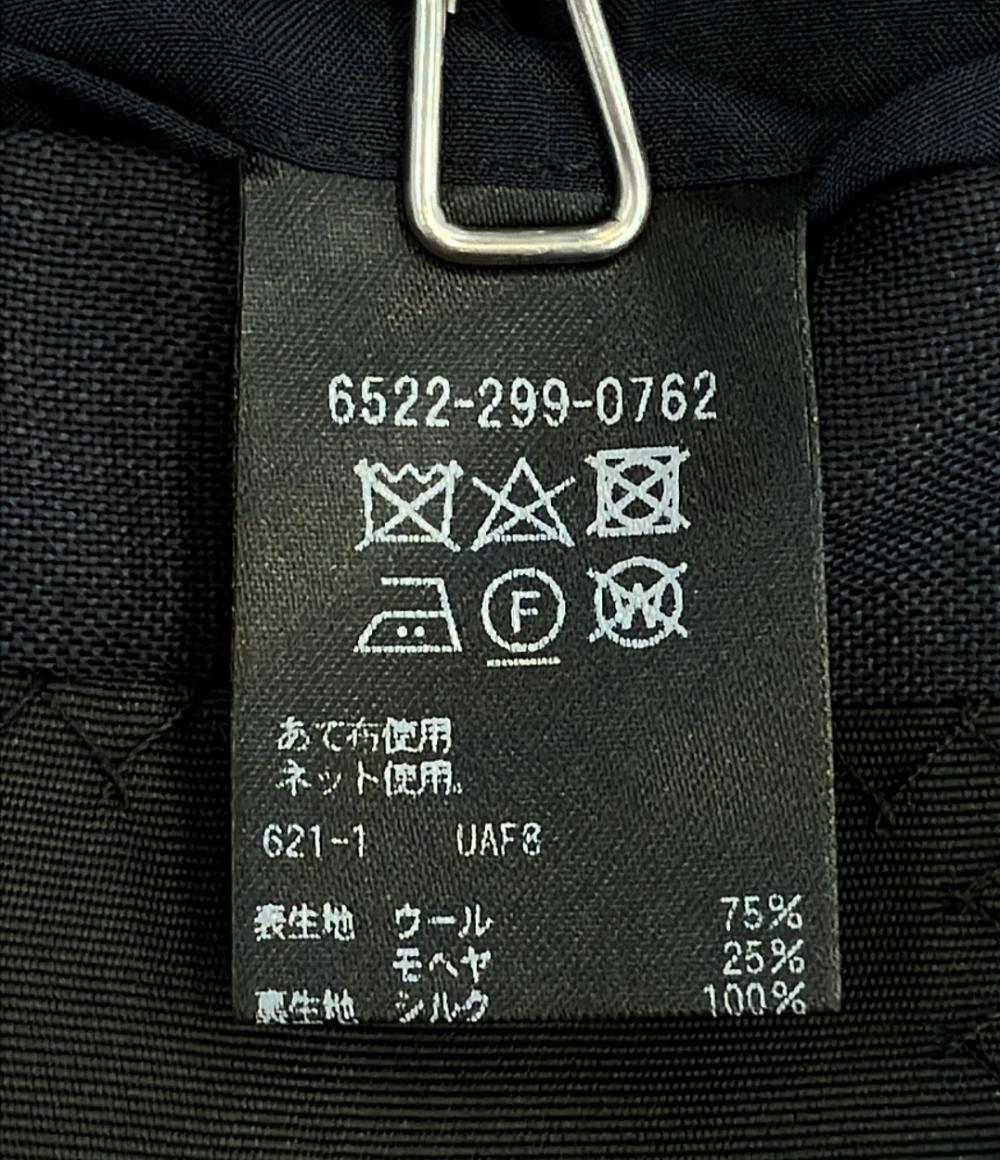 6522-299-0762
F W
あて布使用
ネット使用。
621-1 UAF8
表生地 ウール 75%
モヘヤ 25%
裏生地 シルク 100%